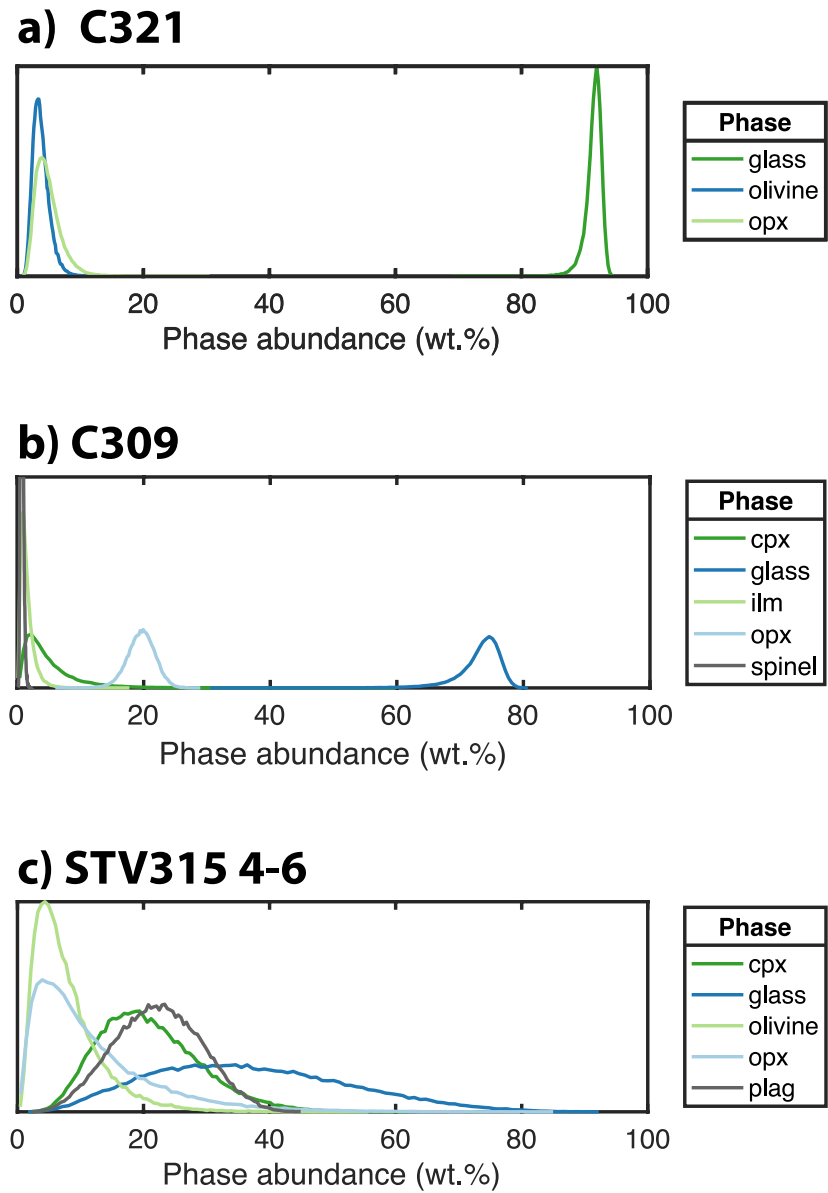 a) C321
Phase
glass
olivine
opx
0 20 40 60 80 100
Phase abundance (wt.%)
b) C309
Phase
cpx
glass
ilm
opx
spinel
0 20 40 60 80 100
Phase abundance (wt.%)
c) STV315 4-6
Phase
cpx
glass
olivine
opx
plag
0 20 40 60 80 100
Phase abundance (wt.%)